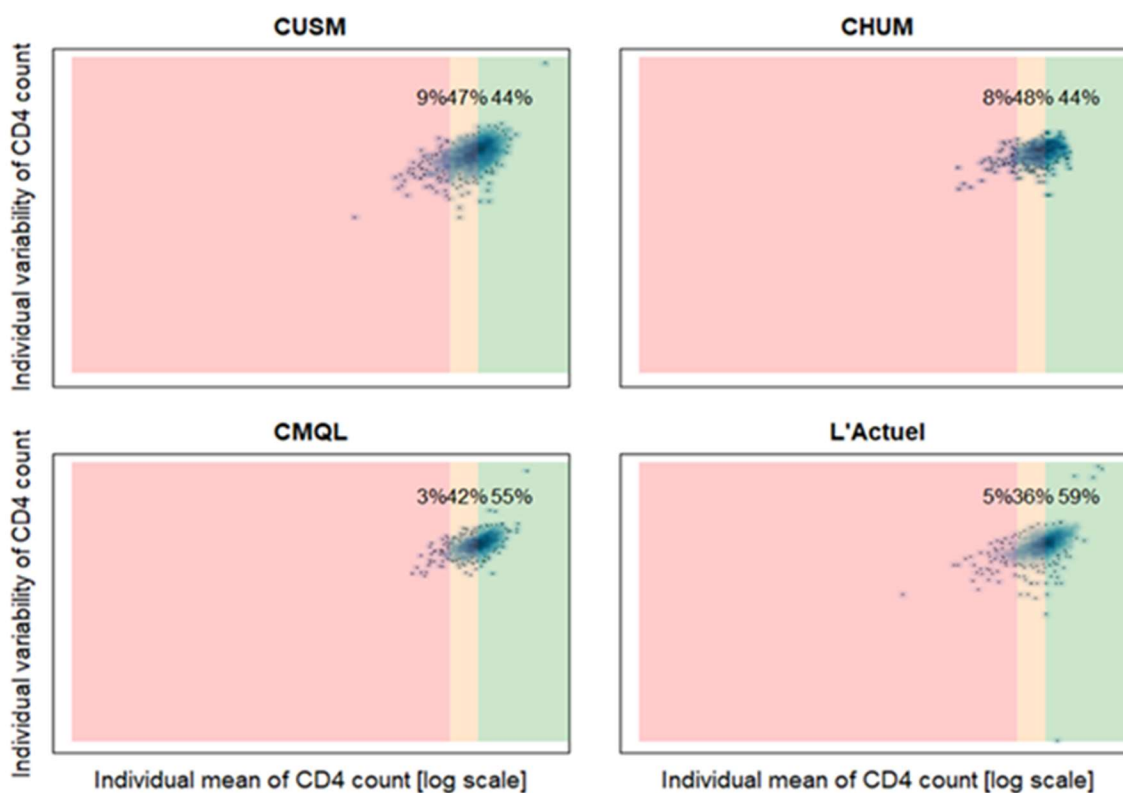 CUSM
CHUM
Individual variability of CD4 count
9% 47% 44%
8% 48% 44%
CMQL
L'Actuel
Individual variability of CD4 count
3% 42% 55%
5% 36% 59%
Individual mean of CD4 count [log scale]
Individual mean of CD4 count [log scale]